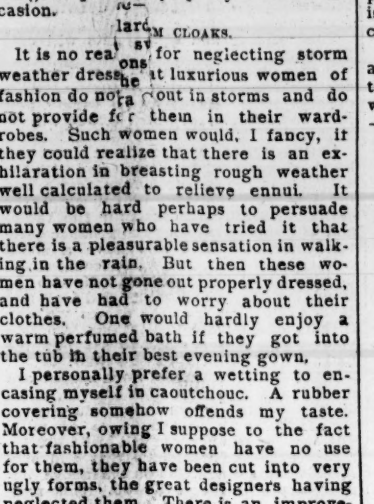 casion.
lard
M CLOAKS.
It is no rea for neglecting storm
weather dress at luxurious women of
fashion do no out in storms and do
not provide for them in their ward-
robes. Such women would, I fancy, if
they could realize that there is an ex-
hilaration in breasting rough weather
well calculated to relieve ennui. It
would be hard perhaps to persuade
many women who have tried it that
there is a pleasurable sensation in walk-
ing in the rain. But then these wo-
men have not gone out properly dressed,
and have had to worry about their
clothes. One would hardly enjoy a
warm perfumed bath if they got into
the tub in their best evening gown,
I personally prefer a wetting to en-
casing myself in caoutchouc. A rubber
covering somehow offends my taste.
Moreover, owing I suppose to the fact
that fashionable women have no use
for them, they have been cut into very
ugly forms, the great designers having
neglected them. There is an improve-